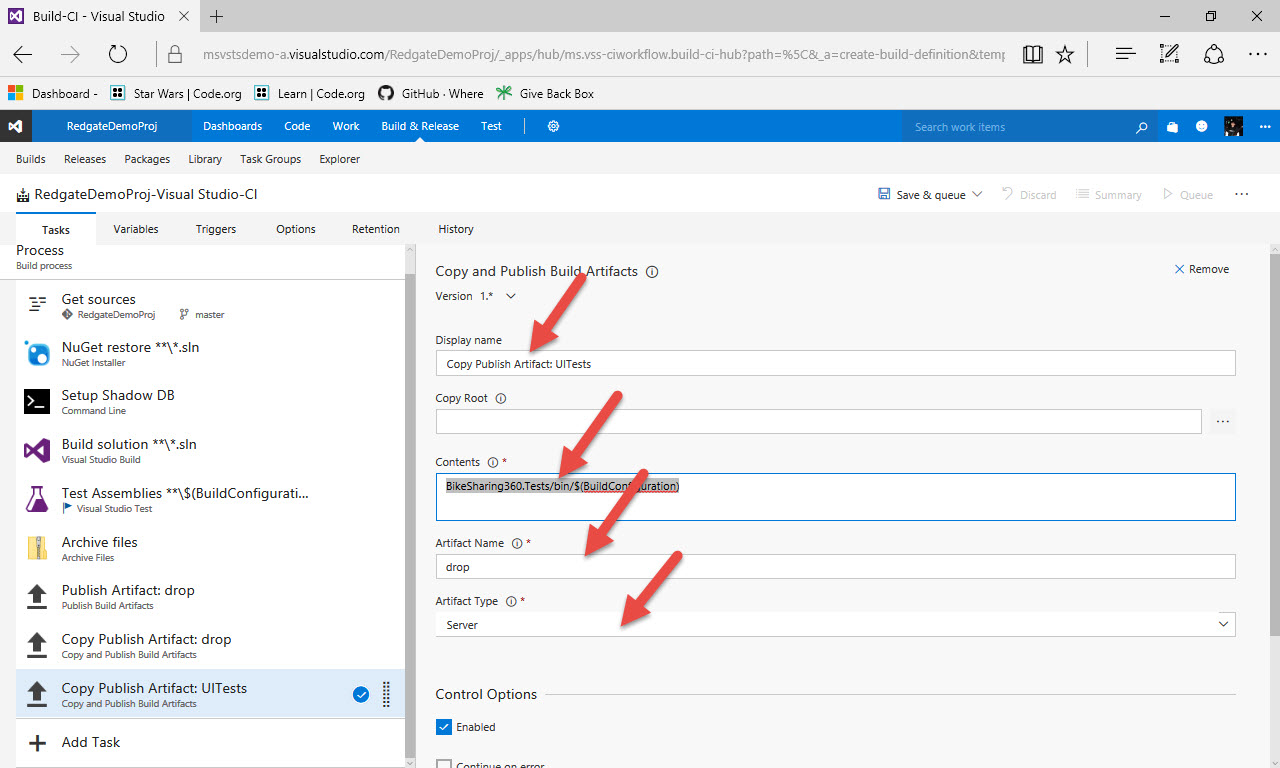 Build-CI - Visual Studio
msvstsdemo-a.visualstudio.com/RedgateDemoProj/_apps/hub/ms.vss-ciworkflow.build-ci-hub?path=%5C&_a=create-build-definition&temp
Dashboard - Star Wars | Code.org Learn | Code.org GitHub · Where Give Back Box
RedgateDemoProj Dashboards Code Work Build & Release Test Search work items
Builds Releases Packages Library Task Groups Explorer
RedgateDemoProj-Visual Studio-CI Save & queue Discard Summary Queue
Tasks Variables Triggers Options Retention History
Process
Build process
Get sources
RedgateDemoProj master
NuGet restore **\*.sln
NuGet Installer
Setup Shadow DB
Command Line
Build solution **\*.sln
Visual Studio Build
Test Assemblies **\$(BuildConfigurati...
Visual Studio Test
Archive files
Archive Files
Publish Artifact: drop
Publish Build Artifacts
Copy Publish Artifact: drop
Copy and Publish Build Artifacts
Copy Publish Artifact: UITests
Copy and Publish Build Artifacts
Add Task
Copy and Publish Build Artifacts Remove
Version 1.*
Display name
Copy Publish Artifact: UITests
Copy Root
Contents *
BikeSharing360.Tests/bin/$(BuildConfiguration)
Artifact Name *
drop
Artifact Type *
Server
Control Options
Enabled
Continue on error